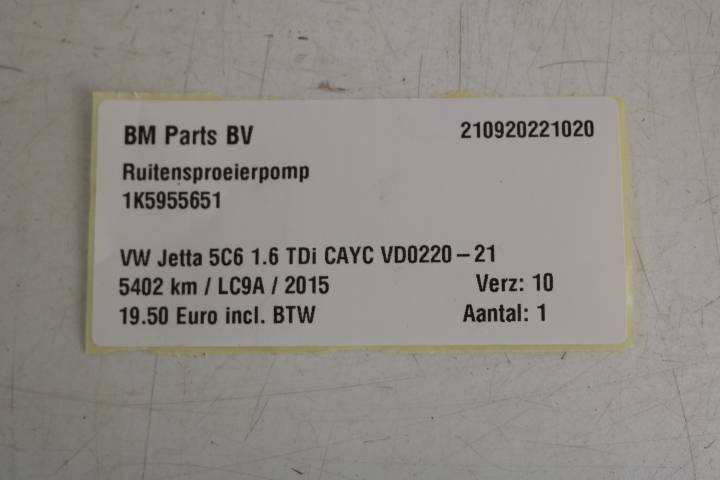 BM Parts BV 210920221020
Ruitensproeierpomp
1K5955651
VW Jetta 5C6 1.6 TDi CAYC VD0220-21
5402 km / LC9A / 2015 Verz: 10
19.50 Euro incl. BTW Aantal: 1